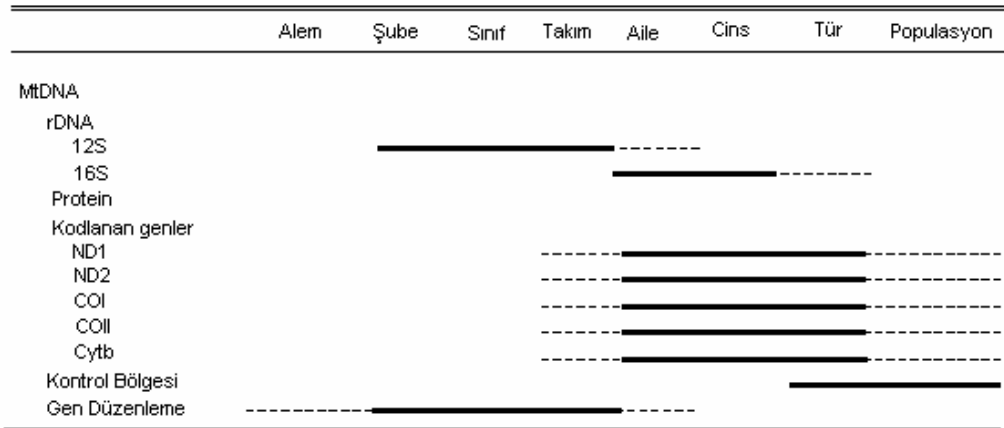 Alem Şube Sınıf Takım Aile Cins Tür Populasyon
MtDNA
rDNA
12S
16S
Protein
Kodlanan genler
ND1
ND2
COI
COII
Cytb
Kontrol Bölgesi
Gen Düzenleme